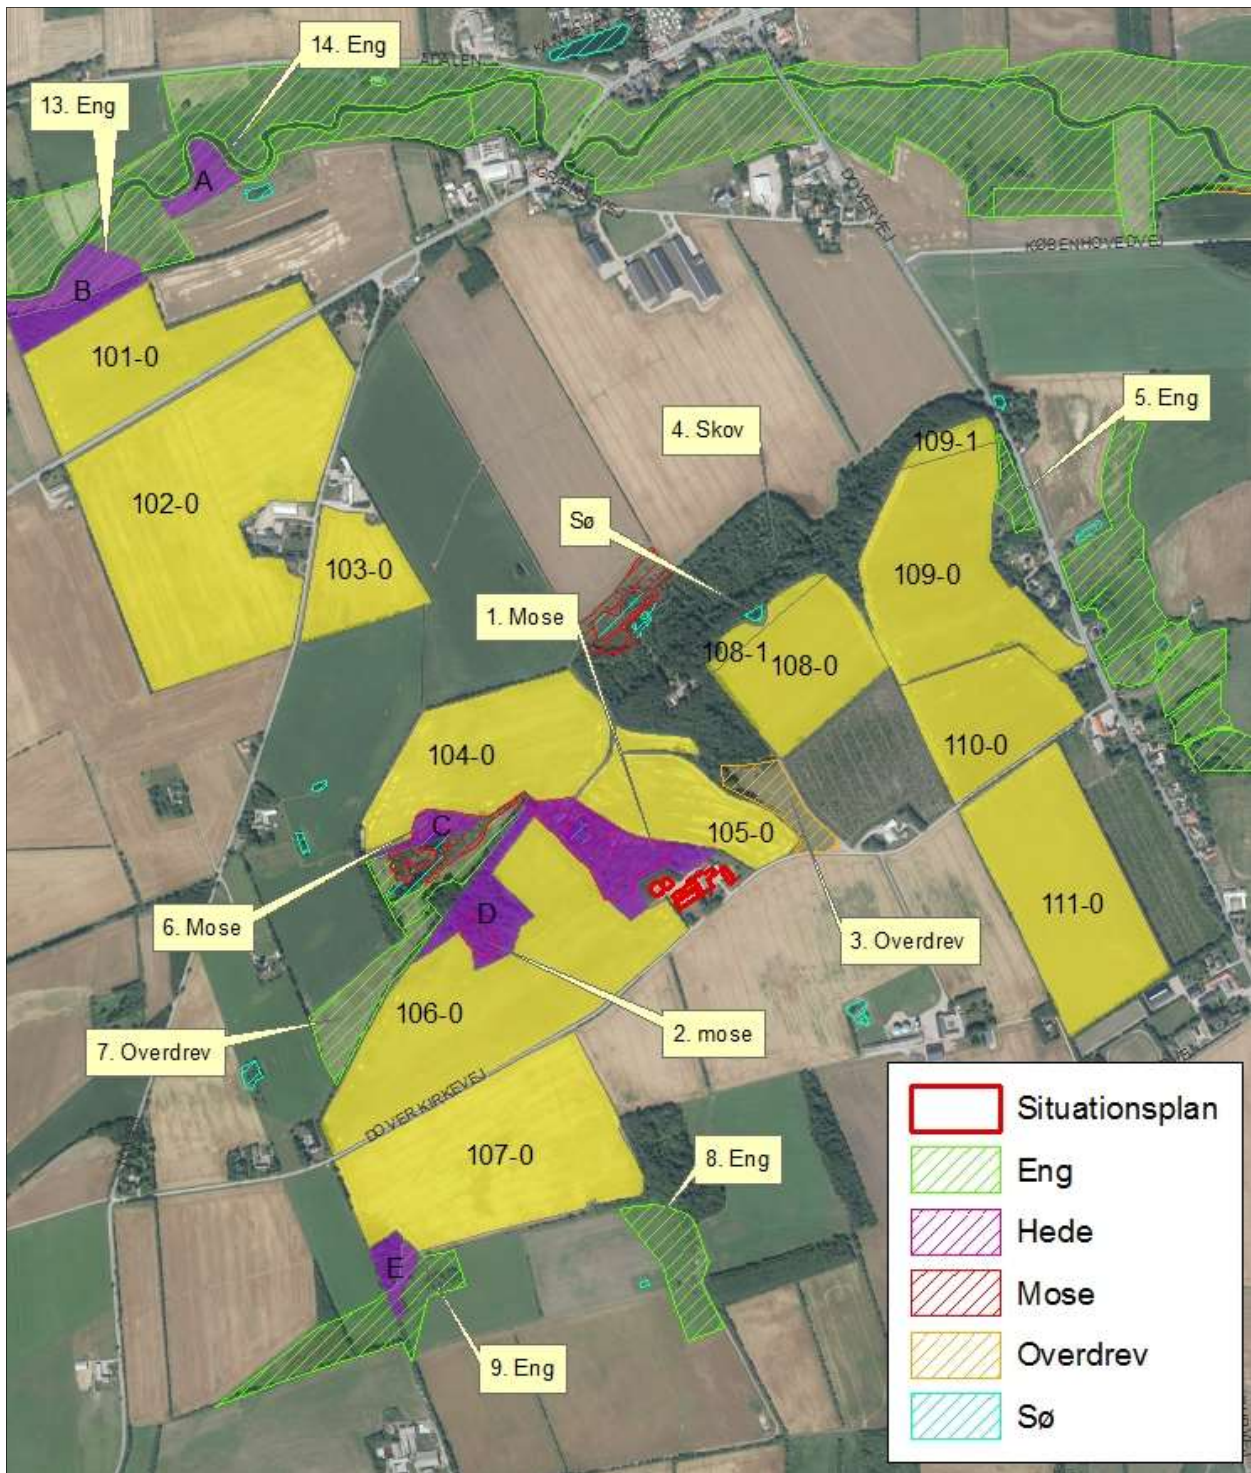 14. Eng
ÅDALEN
13. Eng
A
DOVERVEJ
KØBENHOVEDVEJ
B
101-0
5. Eng
4. Skov
109-1
102-0
Sø
103-0
109-0
1. Mose
108-1
108-0
104-0
110-0
C
105-0
111-0
6. Mose
D
3. Overdrev
106-0
2. mose
7. Overdrev
DOVER KIRKEVEJ
107-0
8. Eng
E
9. Eng
Situationsplan
Eng
Hede
Mose
Overdrev
Sø